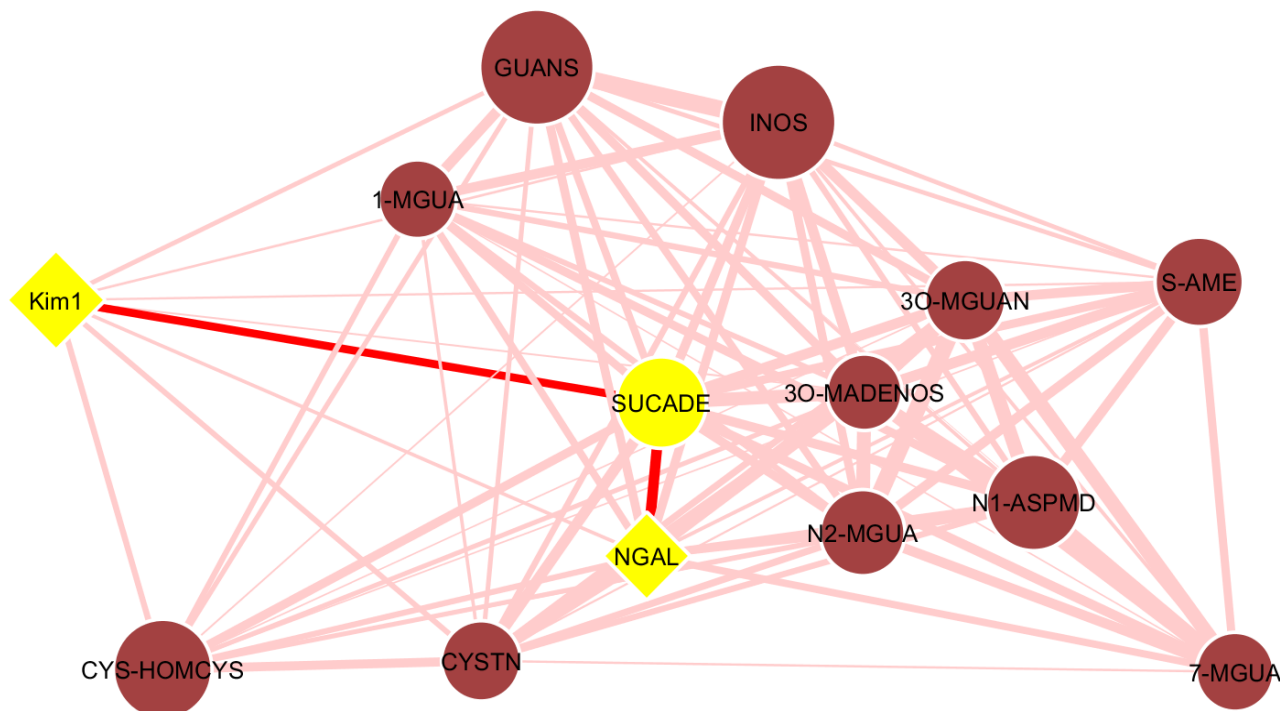 GUANS
INOS
1-MGUA
S-AME
Kim1
3O-MGUAN
3O-MADENOS
SUCADE
N1-ASPMD
N2-MGUA
NGAL
CYSTN
CYS-HOMCYS
7-MGUA